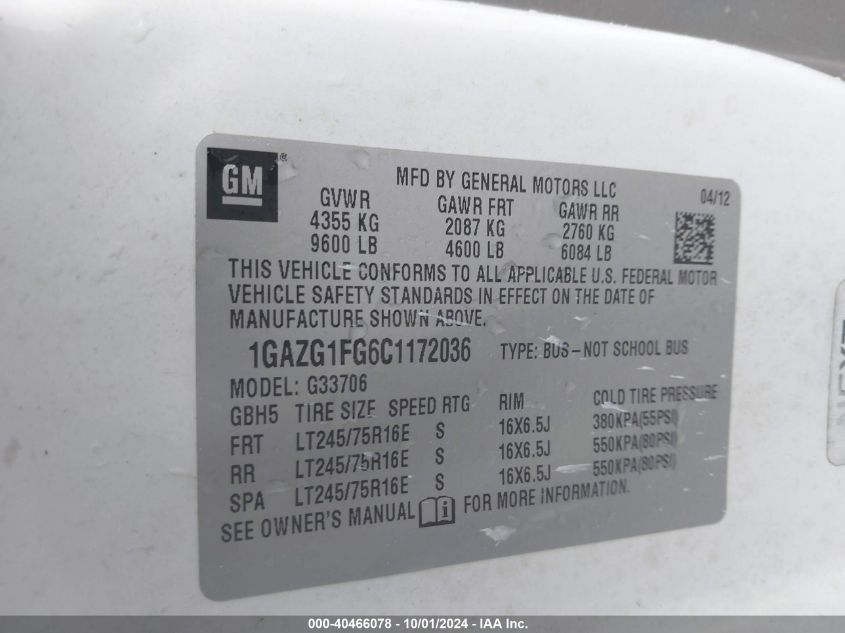 GM
®
MFD BY GENERAL MOTORS LLC
04/12
GVWR GAWR FRT GAWR RR
4355 KG 2087 KG 2760 KG
9600 LB 4600 LB 6084 LB
THIS VEHICLE CONFORMS TO ALL APPLICABLE U.S. FEDERAL MOTOR
VEHICLE SAFETY STANDARDS IN EFFECT ON THE DATE OF
MANUFACTURE SHOWN ABOVE.
1GAZG1FG6C1172036 TYPE: BUS–NOT SCHOOL BUS
MODEL: G33706
GBH5 TIRE SIZE SPEED RTG RIM COLD TIRE PRESSURE
FRT LT245/75R16E S 16X6.5J 380KPA(55PSI)
RR LT245/75R16E S 16X6.5J 550KPA(80PSI)
SPA LT245/75R16E S 16X6.5J 550KPA(80PSI)
SEE OWNER'S MANUAL i FOR MORE INFORMATION.
000-40466078 - 10/01/2024 - IAA Inc.